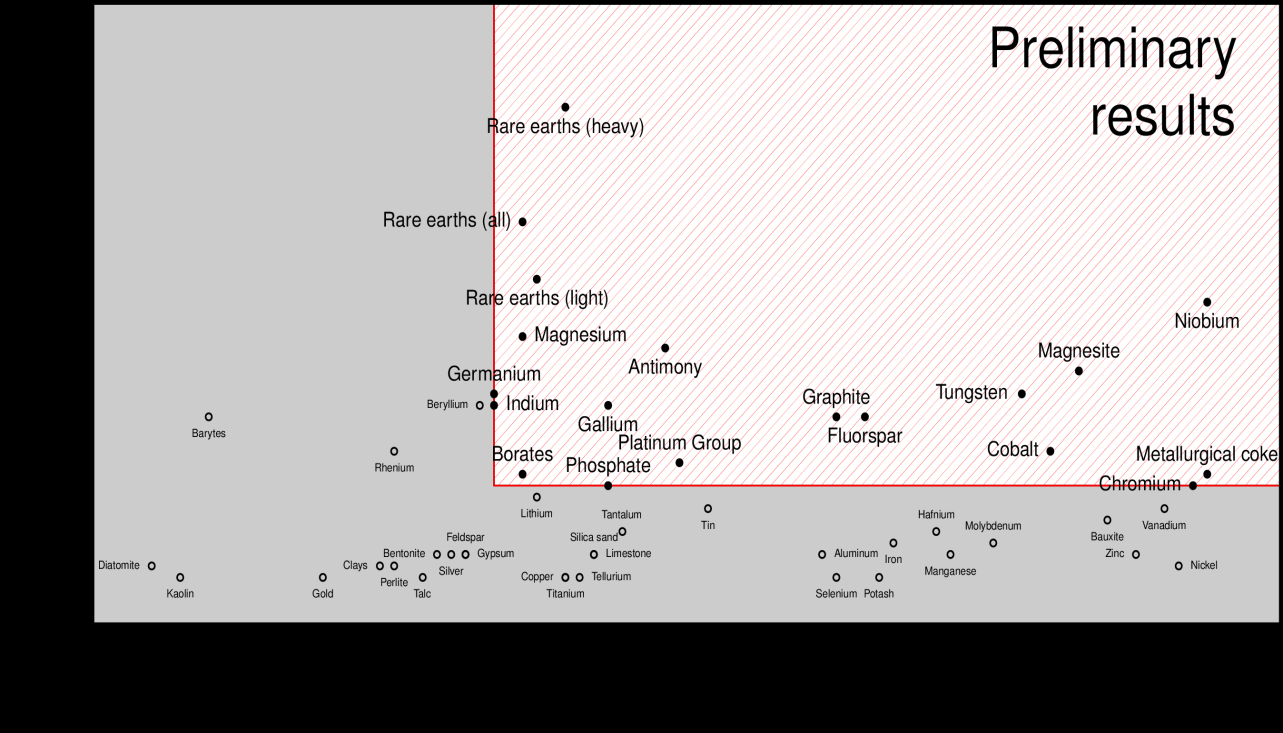 Preliminary
results
Rare earths (heavy)
Rare earths (all)
Rare earths (light)
Niobium
Magnesium
Magnesite
Antimony
Germanium
Tungsten
Graphite
Beryllium
Indium
Gallium
Barytes
Fluorspar
Platinum Group
Cobalt
Borates
Metallurgical coke
Phosphate
Rhenium
Chromium
Lithium
Tantalum
Hafnium
Tin
Molybdenum
Vanadium
Silica sand
Feldspar
Bauxite
Bentonite
Gypsum
Limestone
Aluminum
Iron
Zinc
Diatomite
Clays
Silver
Manganese
Nickel
Perlite
Copper
Tellurium
Kaolin
Gold
Talc
Titanium
Selenium
Potash